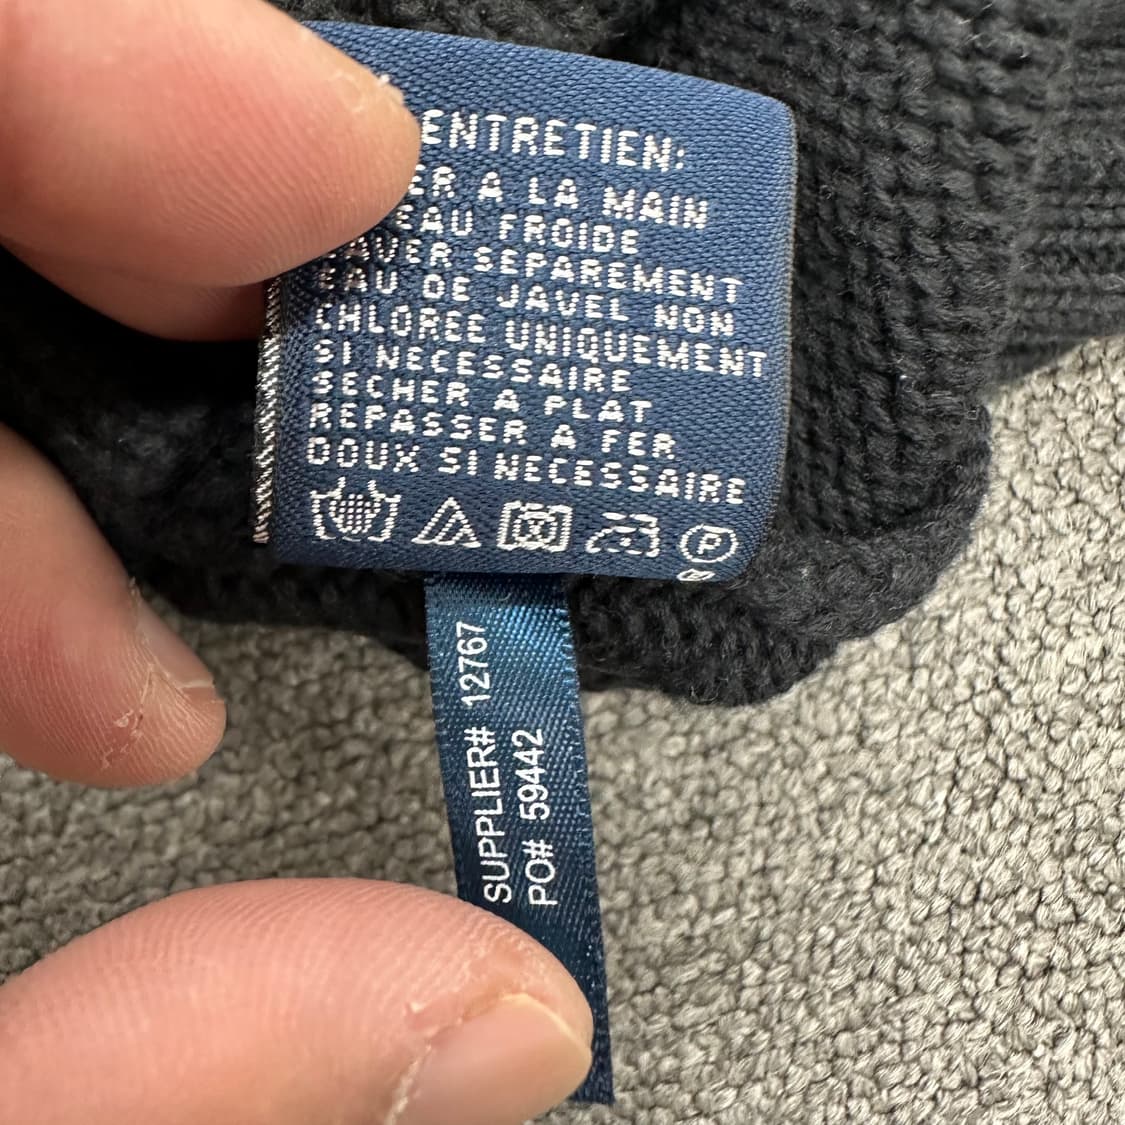 ENTRETIEN:
ER A LA MAIN
EAU FROIDE
LAVER SEPAREMENT
EAU DE JAVEL NON
CHLOREE UNIQUEMENT
SI NECESSAIRE
SECHER A PLAT
REPASSER A FER
DOUX SI NECESSAIRE
P
SUPPLIER# 12767
PO# 59442